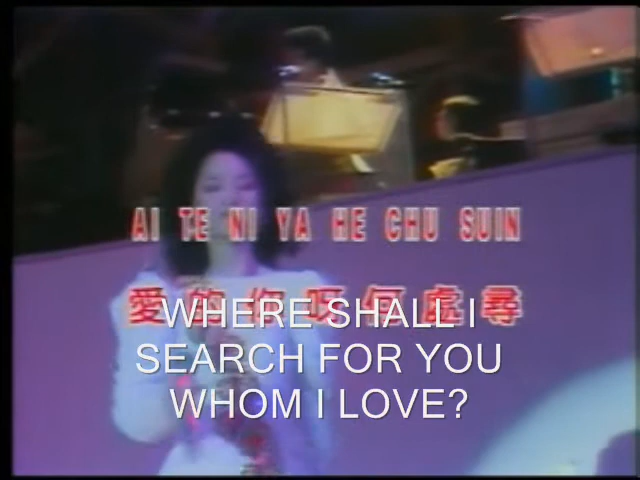 AI TE NI YA HE CHU SUIN
愛的你呀何處尋
WHERE SHALL I
SEARCH FOR YOU
WHOM I LOVE?